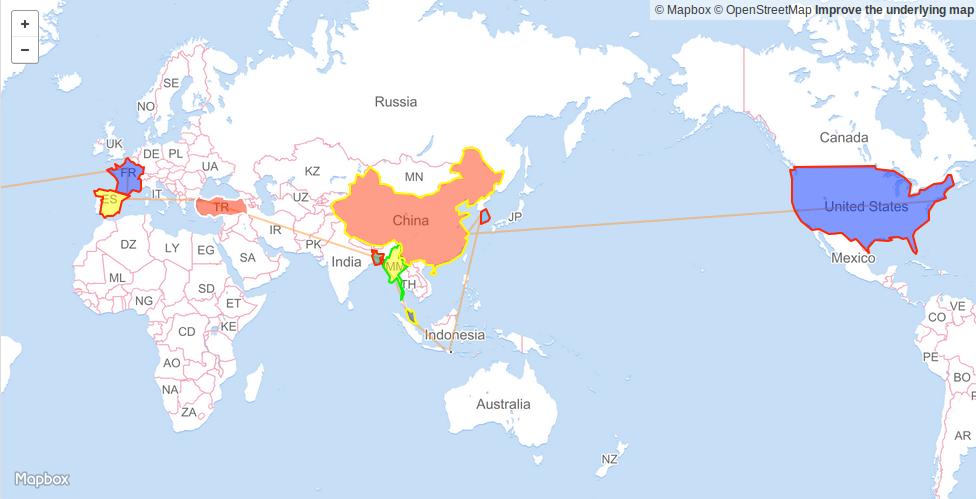 © Mapbox © OpenStreetMap Improve the underlying map
+
−
SE
NO
Russia
Canada
UK
DE
PL
UA
KZ
MN
FR
IT
UZ
ES
TR
China
JP
United States
IR
DZ
LY
EG
SA
PK
India
MM
TH
Mexico
ML
NG
SD
ET
KE
CD
Indonesia
VE
CO
PE
AO
NA
ZA
Australia
BO
AR
NZ
Mapbox